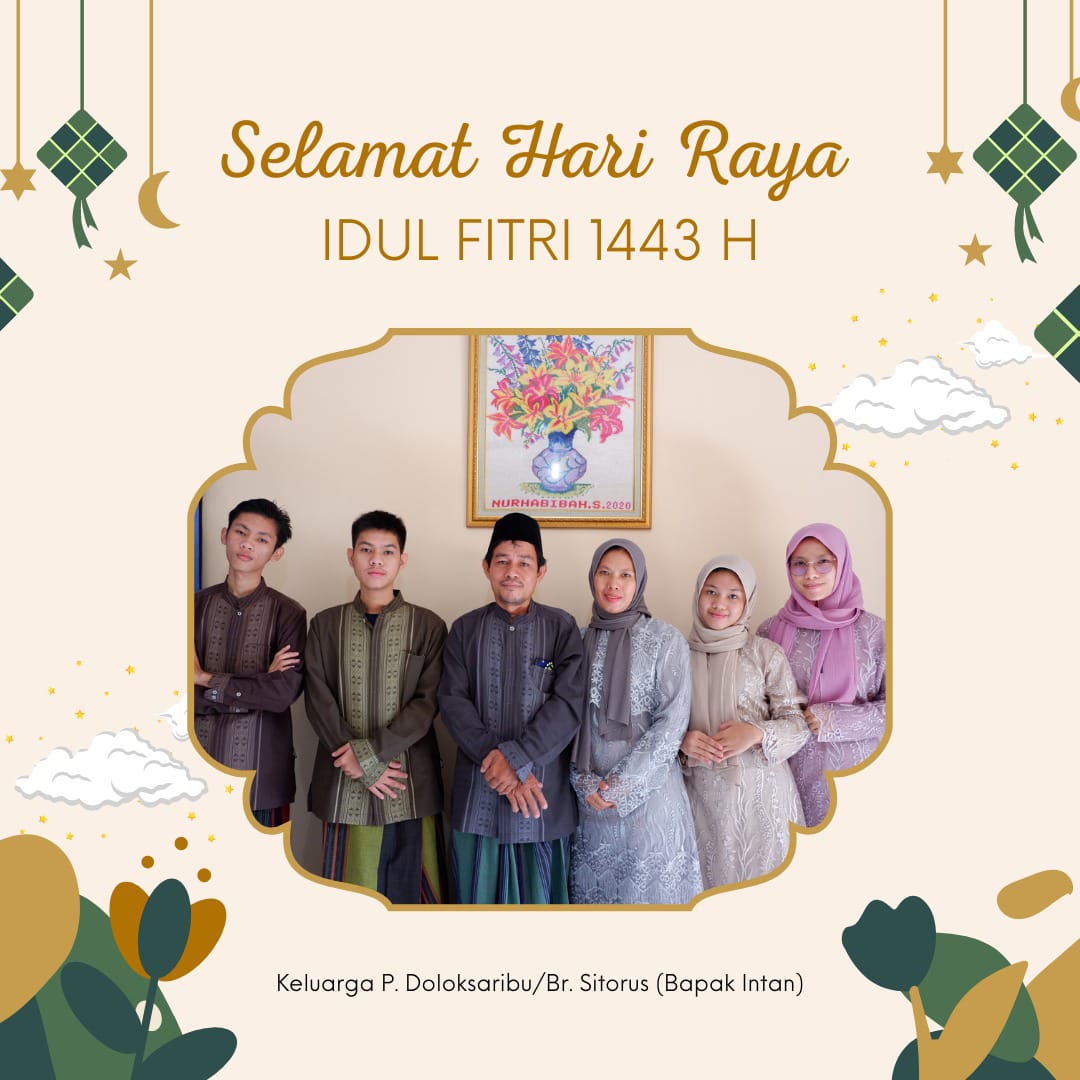 Selamat Hari Raya
IDUL FITRI 1443 H
NURHABIBAH.S.2020
Keluarga P. Doloksaribu/Br. Sitorus (Bapak Intan)